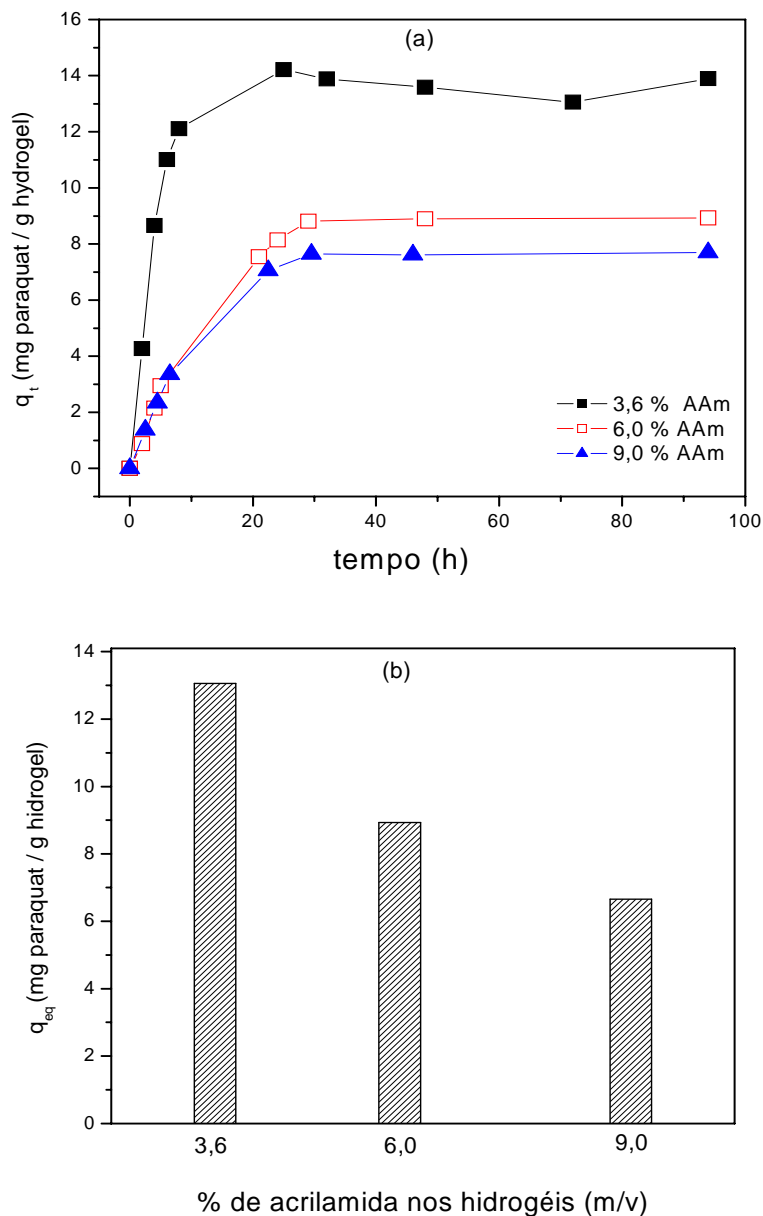 (a)
16
14
12
10
8
6
4
2
0
q t (mg paraquat / g hydrogel)
3,6 % AAm
6,0 % AAm
9,0 % AAm
0 20 40 60 80 100
tempo (h)
(b)
14
12
10
8
6
4
2
0
q eq (mg paraquat / g hidrogel)
3,6 6,0 9,0
% de acrilamida nos hidrogéis (m/v)